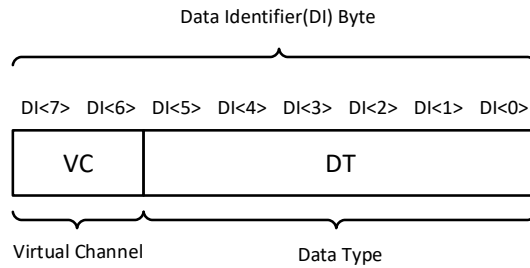 Data Identifier(DI) Byte
DI<7> DI<6> DI<5> DI<4> DI<3> DI<2> DI<1> DI<0>
VC DT
Virtual Channel Data Type